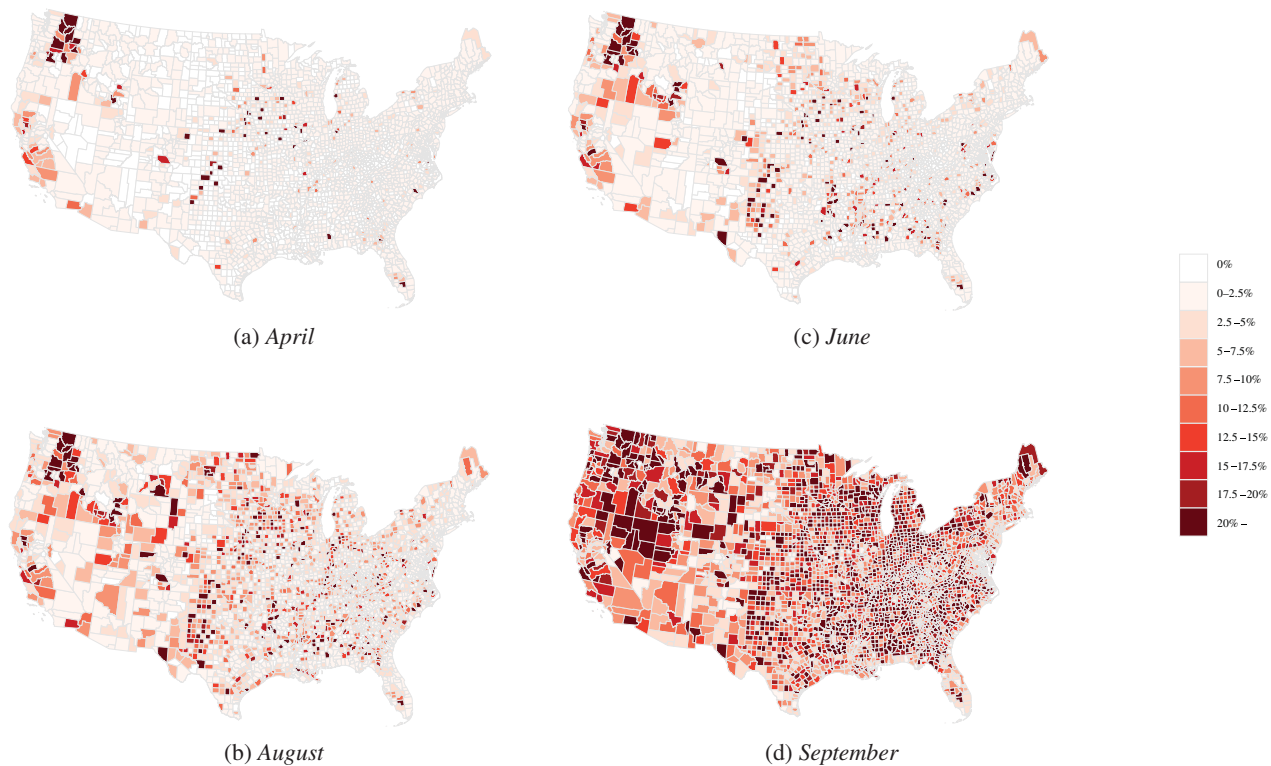 (a) April
(c) June
0%
0–2.5%
2.5–5%
5–7.5%
7.5–10%
10–12.5%
12.5–15%
15–17.5%
17.5–20%
20% –
(b) August
(d) September